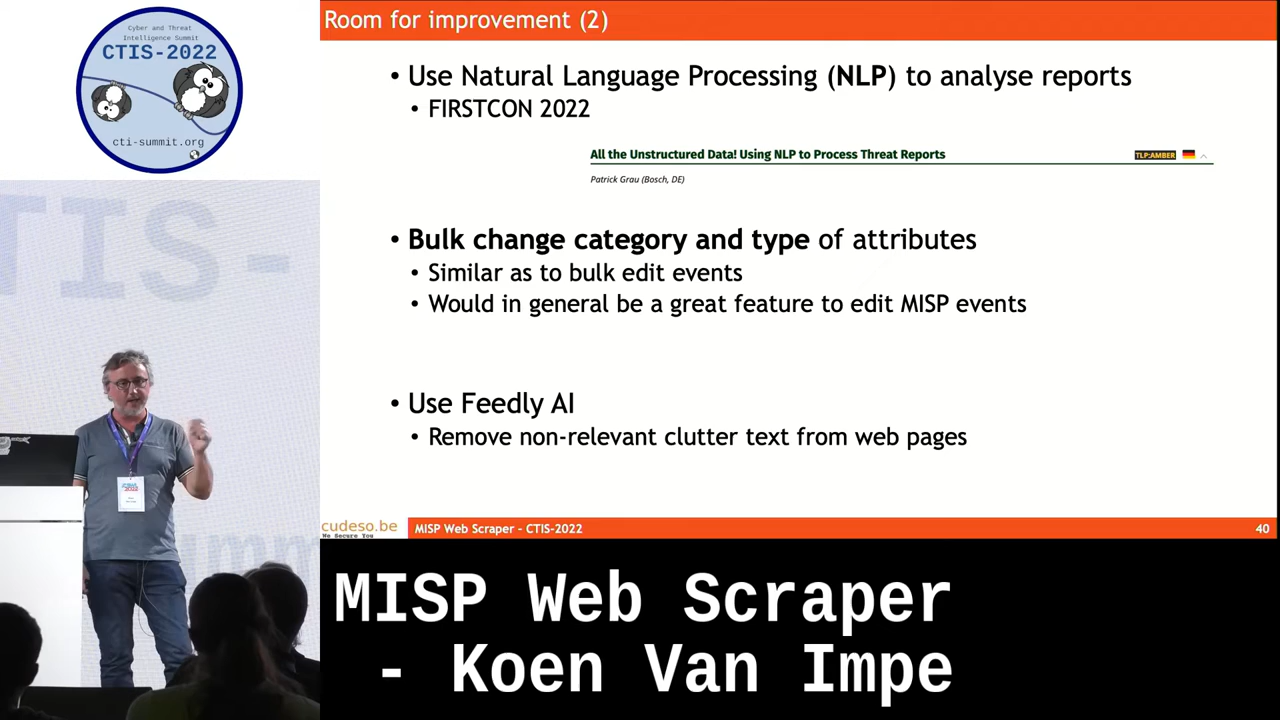 Cyber and Threat
Intelligence Summit
CTIS-2022
cti-summit.org
TIS-
Room for improvement (2)
• Use Natural Language Processing (NLP) to analyse reports
• FIRSTCON 2022
All the Unstructured Data! Using NLP to Process Threat Reports
TLP:AMBER
Patrick Grau (Bosch, DE)
• Bulk change category and type of attributes
• Similar as to bulk edit events
• Would in general be a great feature to edit MISP events
• Use Feedly AI
• Remove non-relevant clutter text from web pages
cudeso.be
We Secure You
MISP Web Scraper - CTIS-2022
40
MISP Web Scraper
- Koen Van Impe